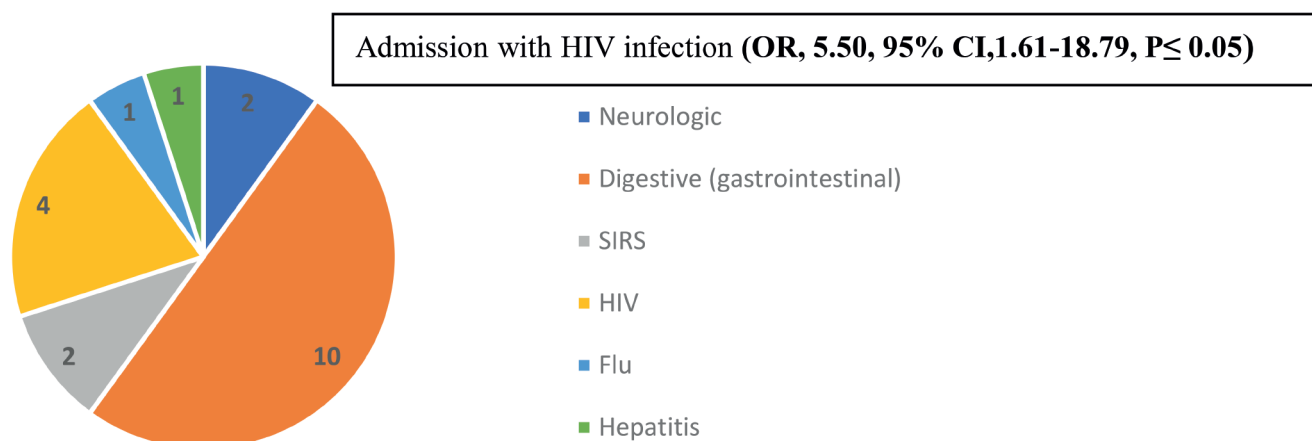 Admission with HIV infection (OR, 5.50, 95% CI,1.61-18.79, P≤ 0.05)
1
1
2
4
2
10
Neurologic
Digestive (gastrointestinal)
SIRS
HIV
Flu
Hepatitis